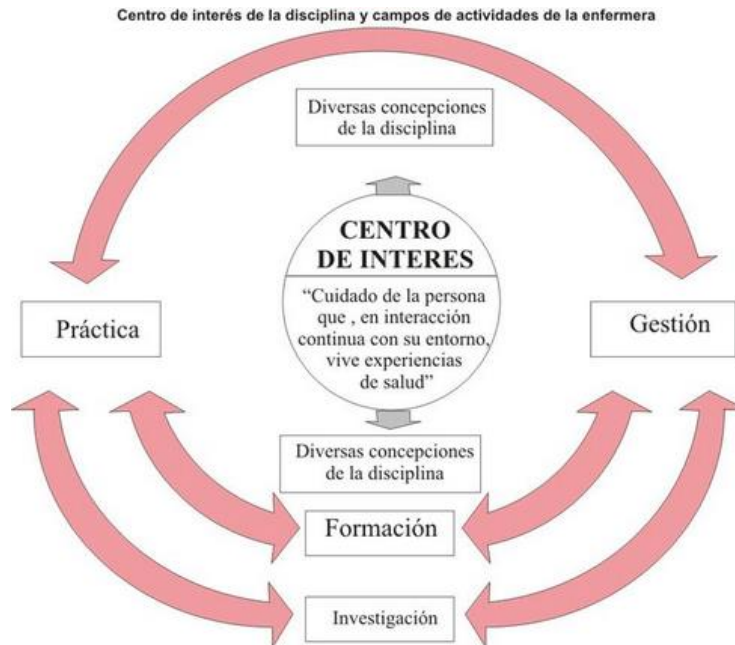 Centro de interés de la disciplina y campos de actividades de la enfermera
Diversas concepciones
de la disciplina
CENTRO
DE INTERES
“Cuidado de la persona
que , en interacción
continua con su entorno,
vive experiencias
de salud”
Práctica
Gestión
Diversas concepciones
de la disciplina
Formación
Investigación